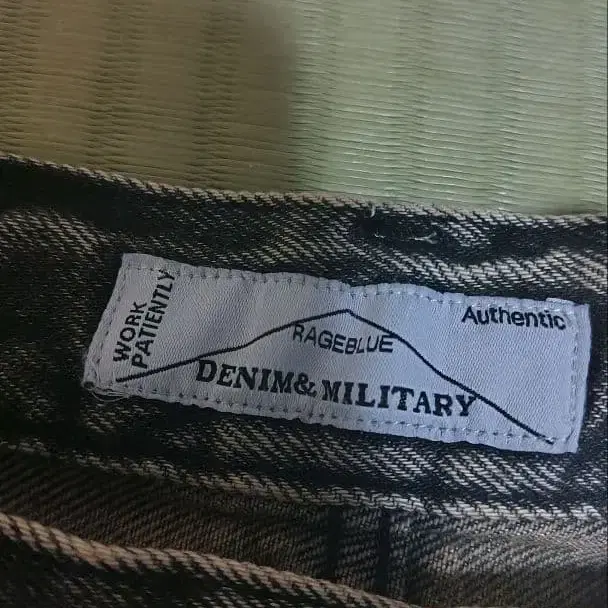 WORK
PATIENTLY
Authentic
RAGEBLUE
DENIM& MILITARY